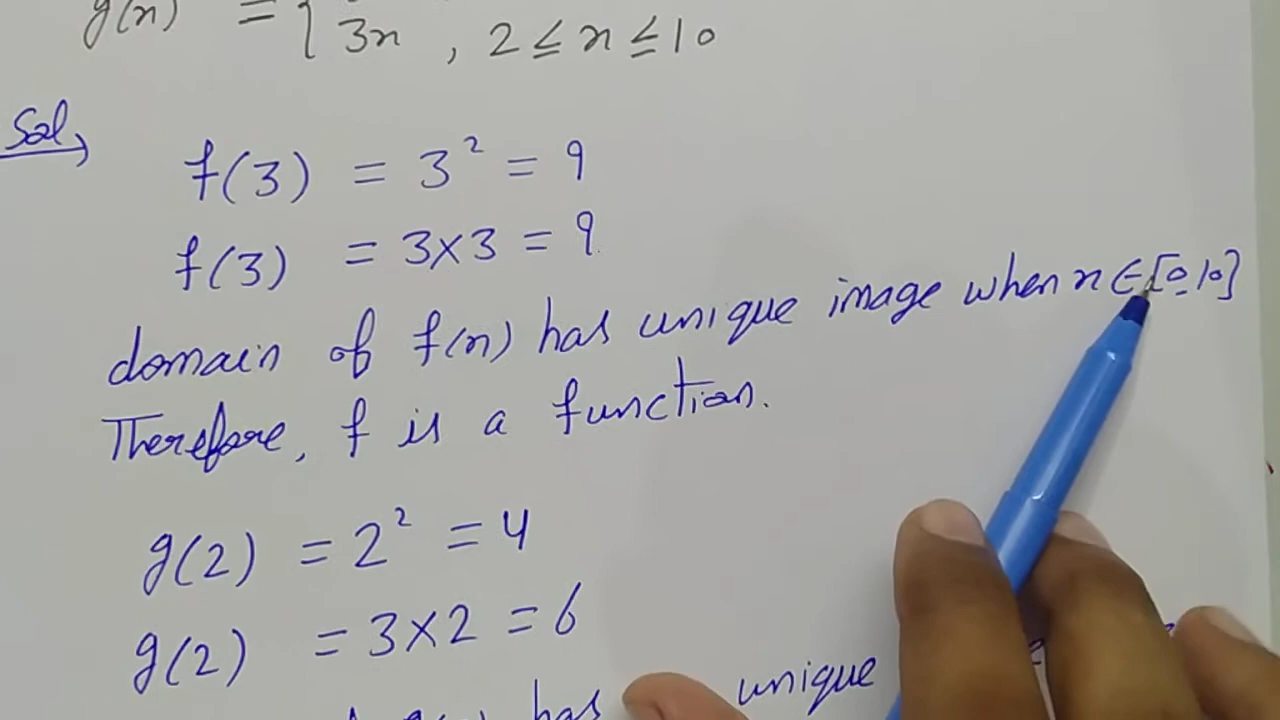 g(x) = {
3x , 2 ≤ x ≤ 10
Sol,
f(3) = 3² = 9
f(3) = 3×3 = 9
domain of f(x) has unique image when x ∈ [0,10]
Therefore, f is a function.
g(2) = 2² = 4
g(2) = 3×2 = 6
has unique